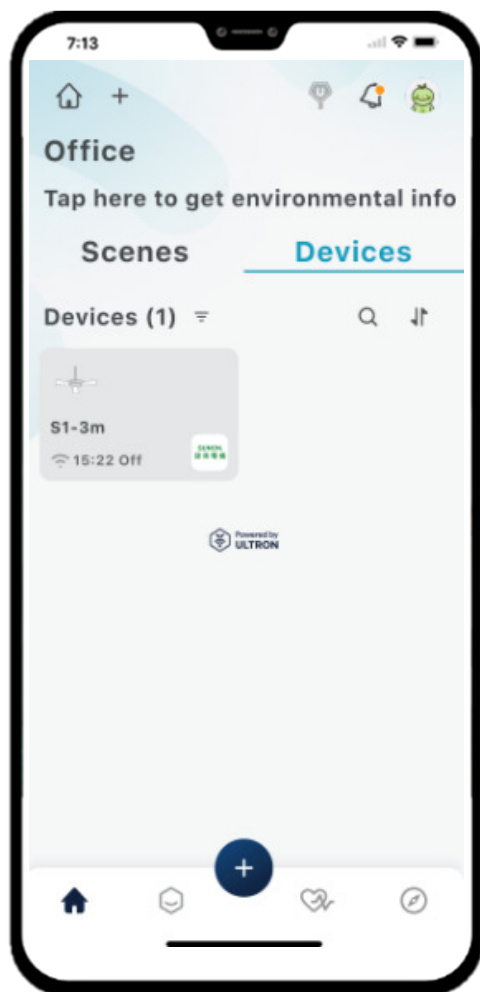 7:13
Office
Tap here to get environmental info
Scenes
Devices
Devices (1)
S1-3m
15:22 Off
Powered by
ULTRON